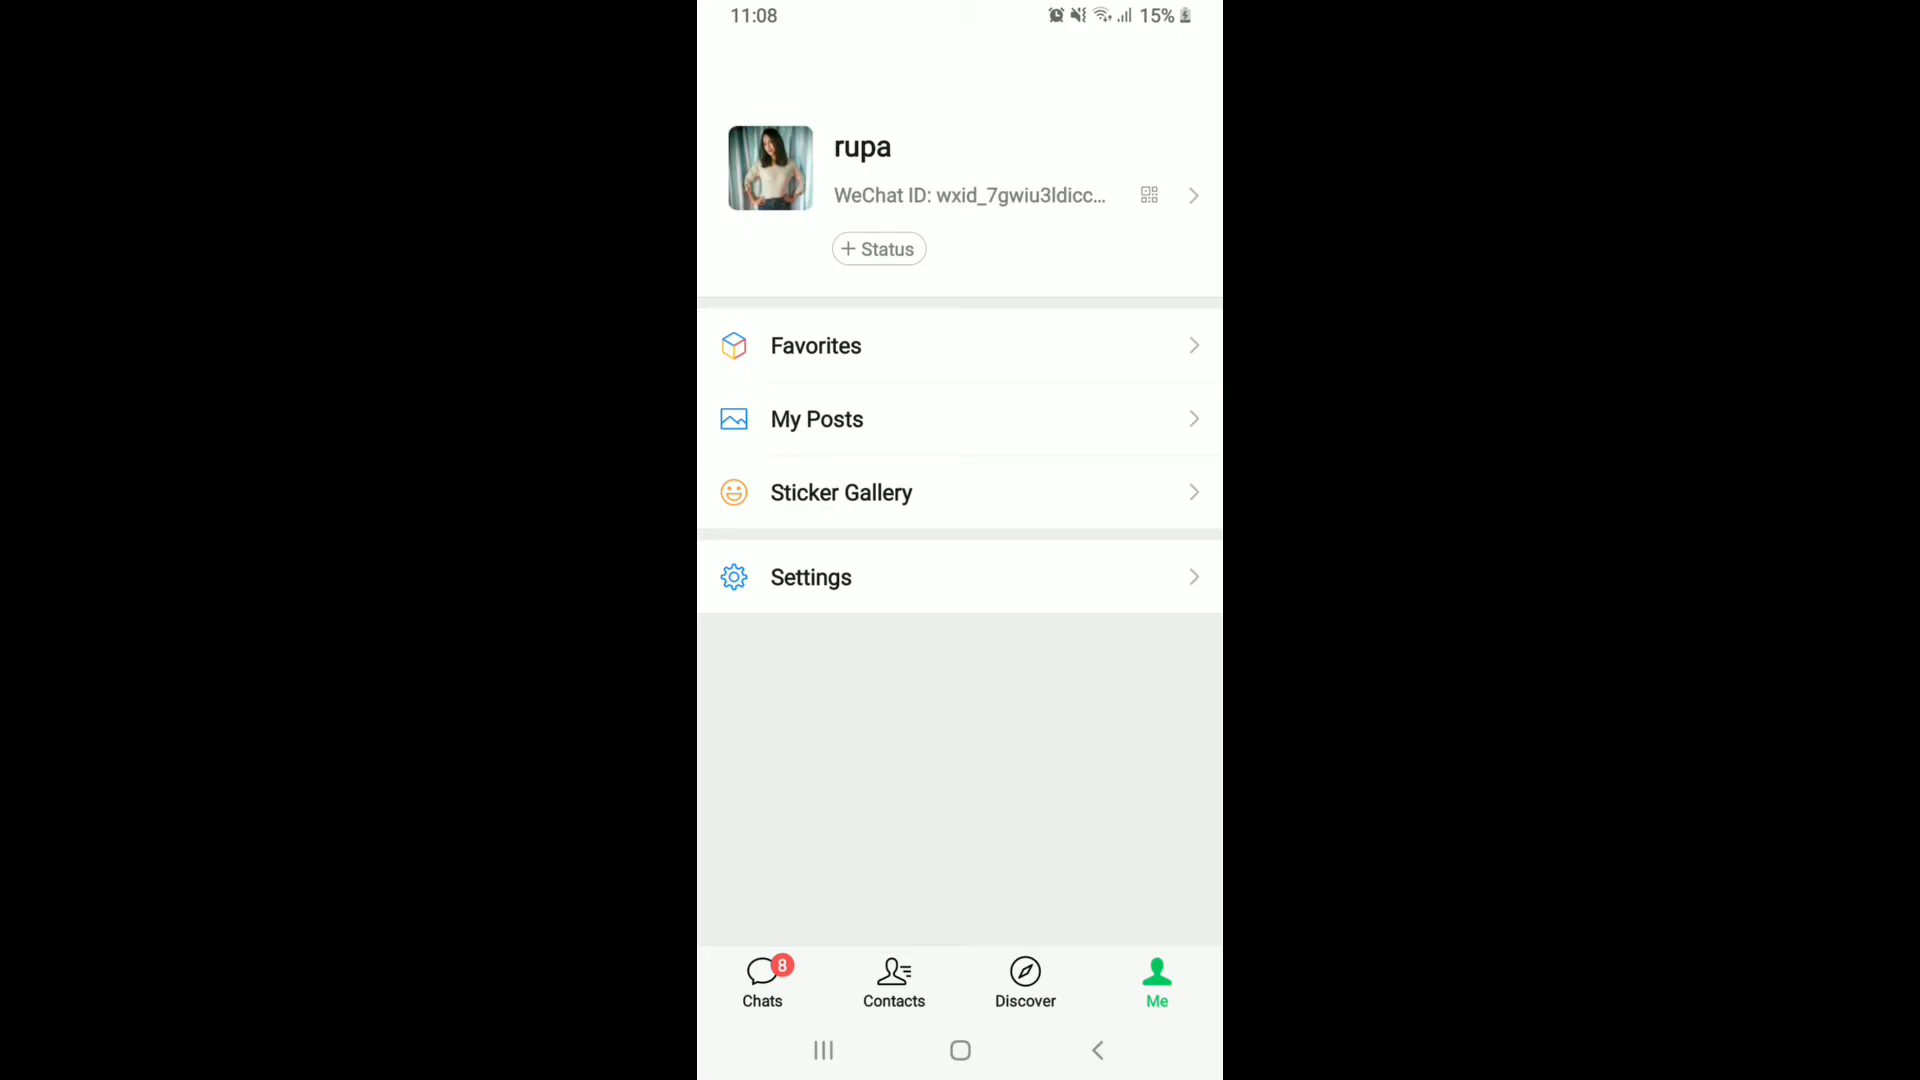 11:08
15%
rupa
WeChat ID: wxid_7gwiu3ldicc...
+ Status
Favorites
My Posts
Sticker Gallery
Settings
8
Chats
Contacts
Discover
Me